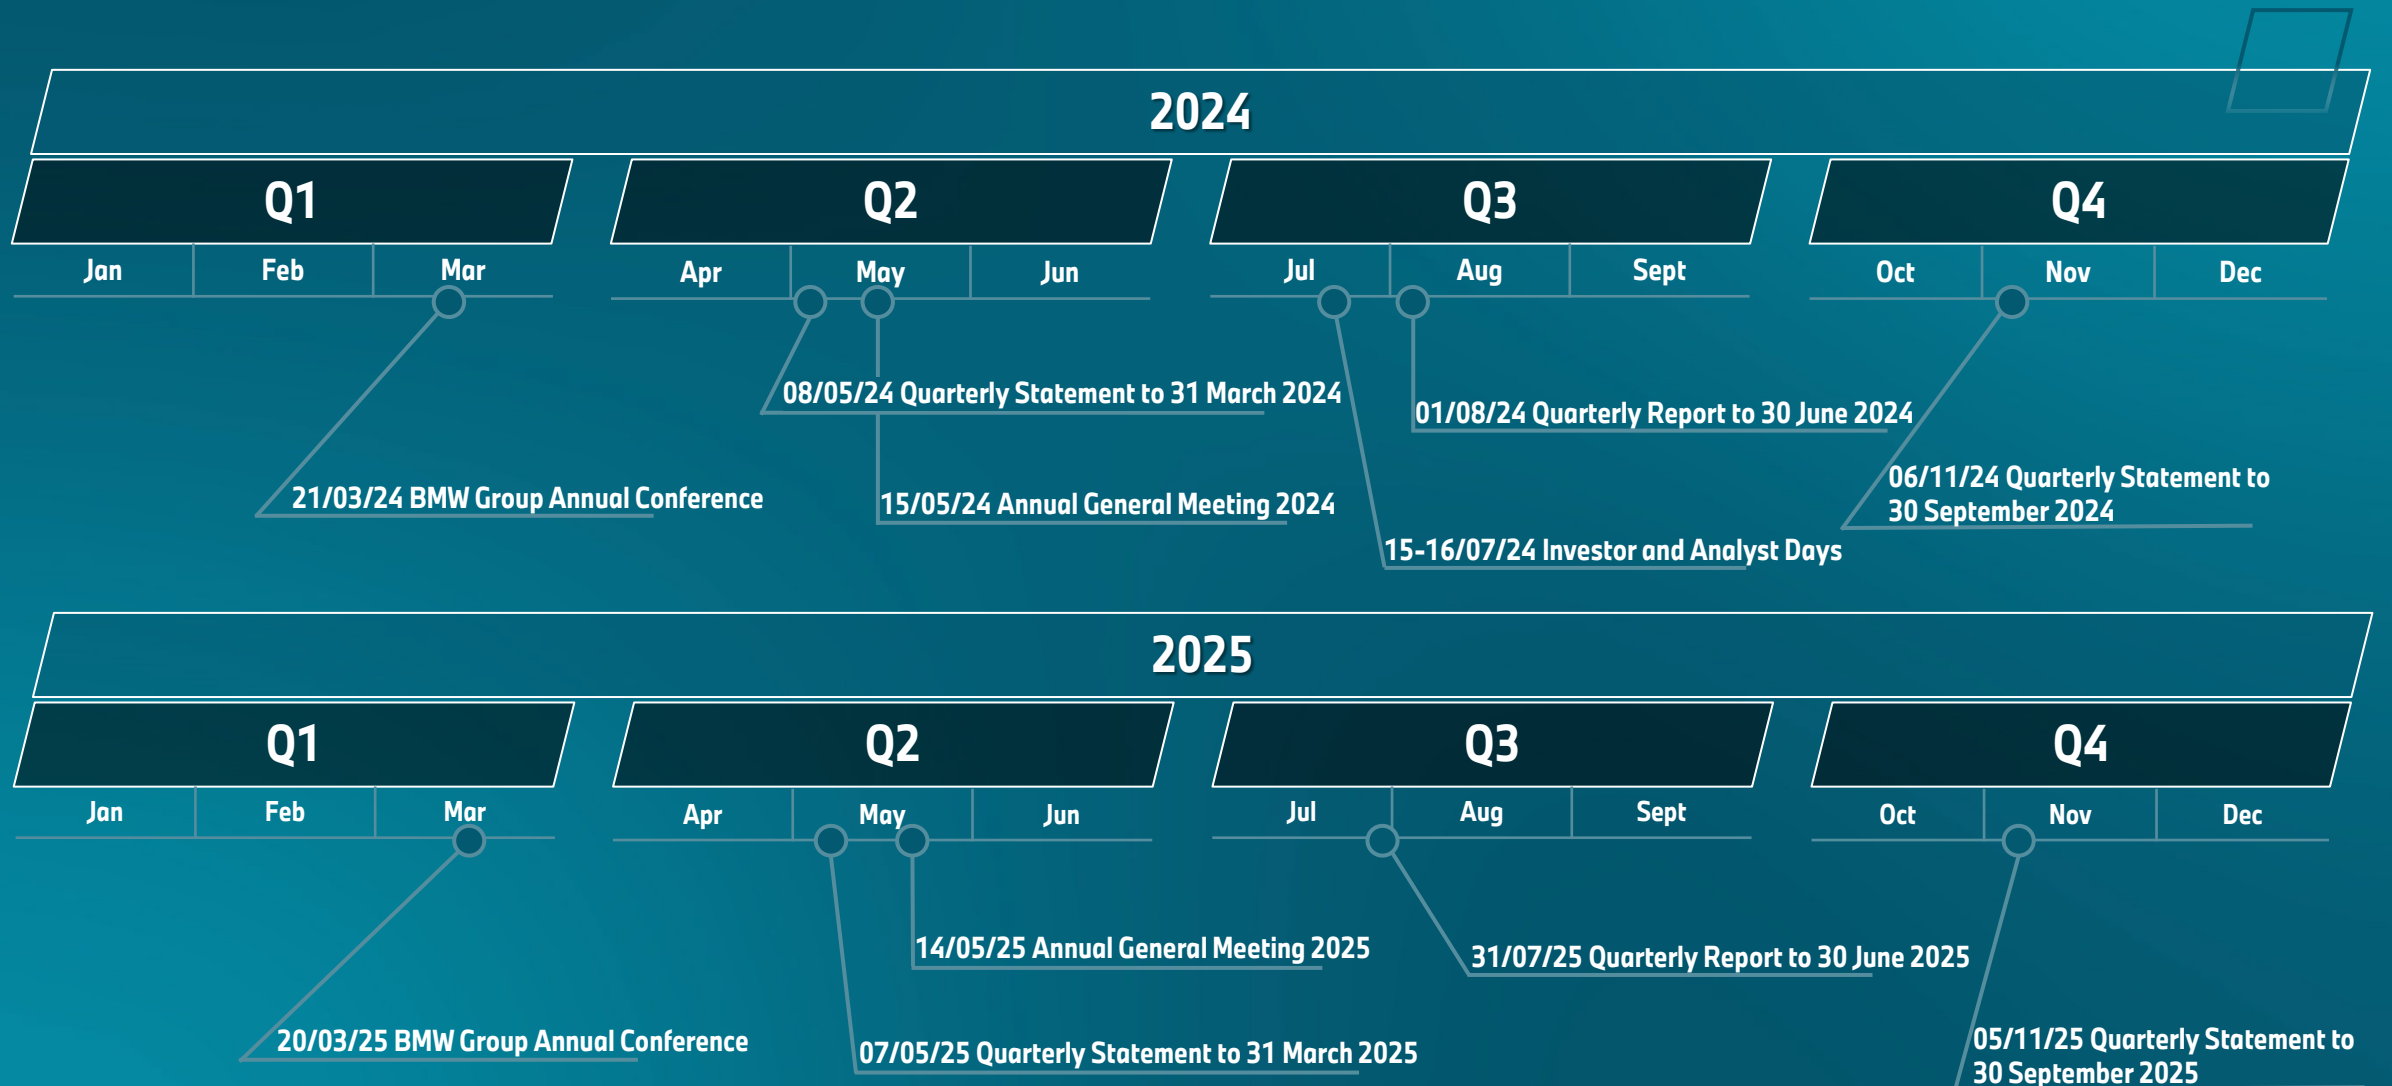 2024
Q1
Q2
Q3
Q4
Jan
Feb
Mar
Apr
May
Jun
Jul
Aug
Sept
Oct
Nov
Dec
08/05/24 Quarterly Statement to 31 March 2024
01/08/24 Quarterly Report to 30 June 2024
06/11/24 Quarterly Statement to
30 September 2024
21/03/24 BMW Group Annual Conference
15/05/24 Annual General Meeting 2024
15-16/07/24 Investor and Analyst Days
2025
Q1
Q2
Q3
Q4
Jan
Feb
Mar
Apr
May
Jun
Jul
Aug
Sept
Oct
Nov
Dec
14/05/25 Annual General Meeting 2025
31/07/25 Quarterly Report to 30 June 2025
20/03/25 BMW Group Annual Conference
07/05/25 Quarterly Statement to 31 March 2025
05/11/25 Quarterly Statement to
30 September 2025